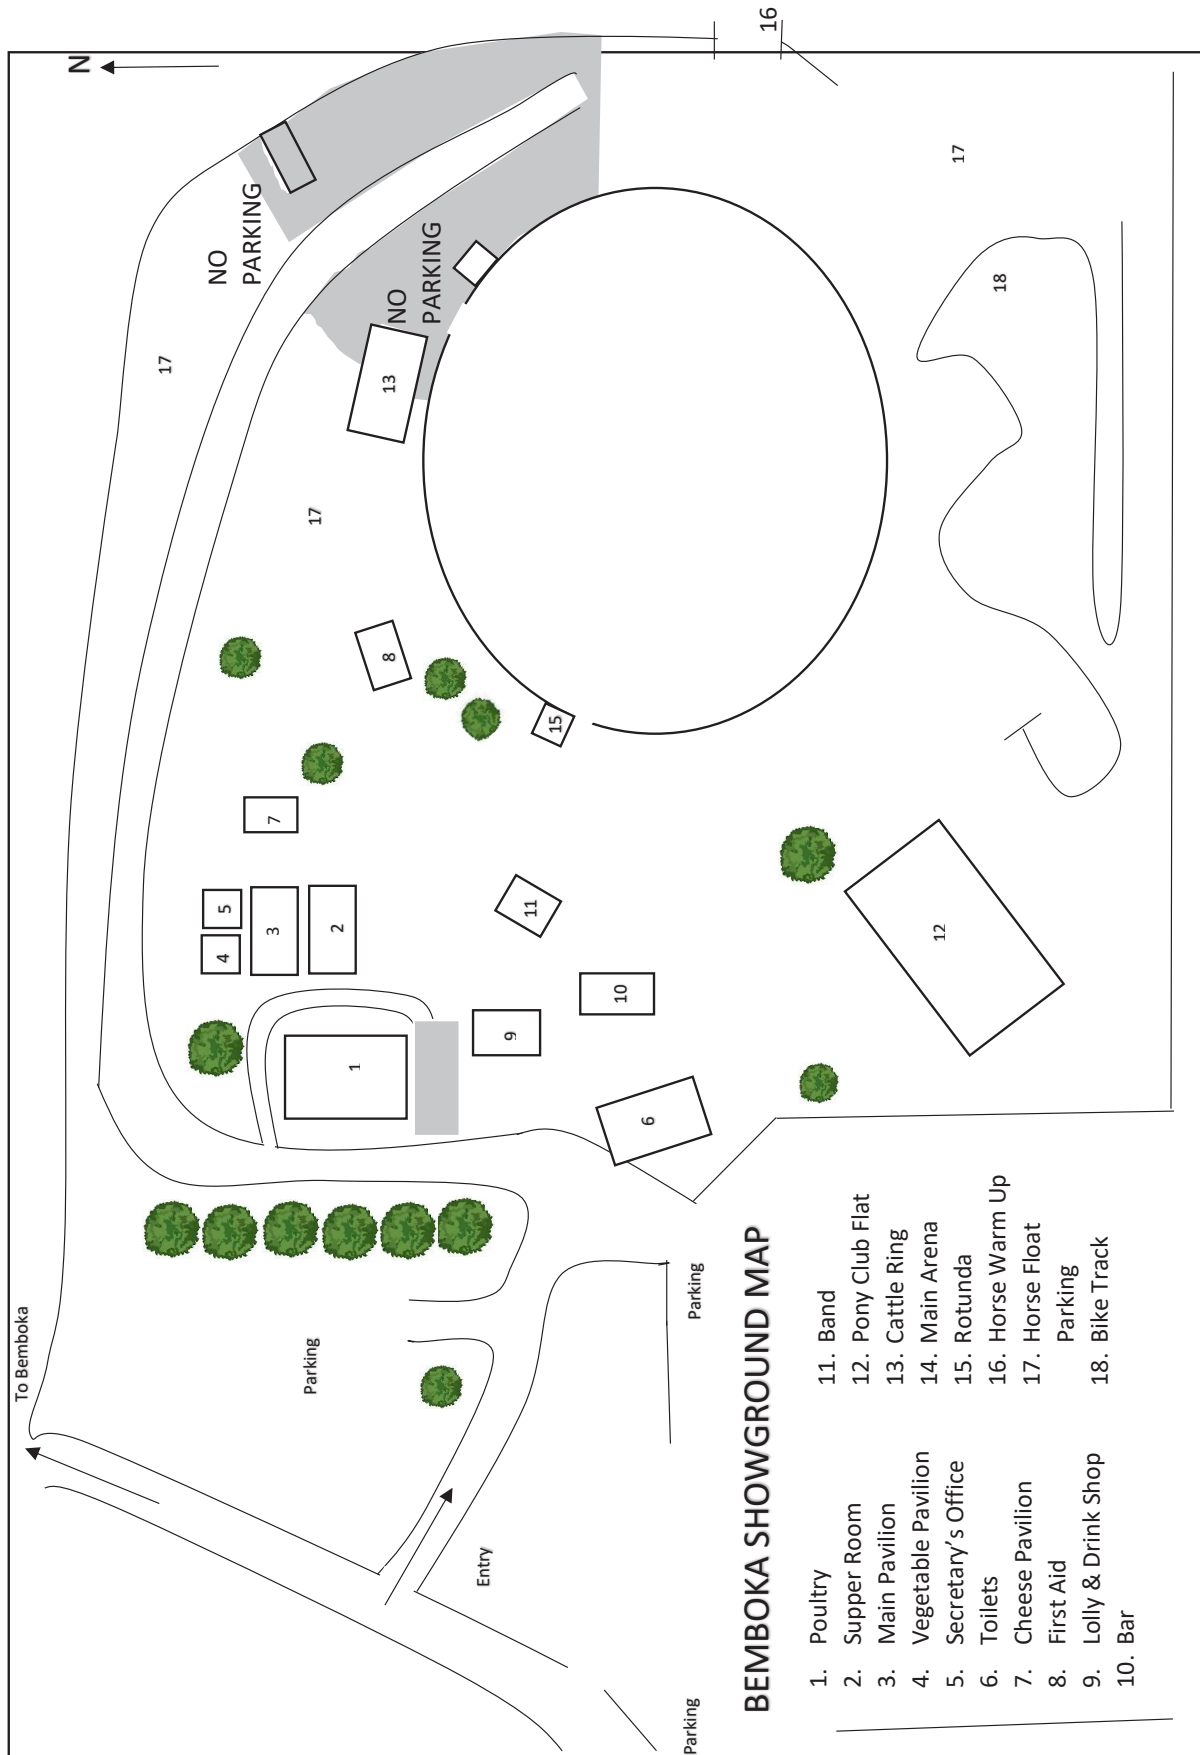 To Bemboka
N
16
NO
PARKING
17
NO
PARKING
13
17
17
18
8
15
7
5
4
3
2
11
12
10
9
1
6
Parking
Parking
Entry
Parking
BEMBOKA SHOWGROUND MAP
1. Poultry
2. Supper Room
3. Main Pavilion
4. Vegetable Pavilion
5. Secretary’s Office
6. Toilets
7. Cheese Pavilion
8. First Aid
9. Lolly & Drink Shop
10. Bar
11. Band
12. Pony Club Flat
13. Cattle Ring
14. Main Arena
15. Rotunda
16. Horse Warm Up
17. Horse Float
Parking
18. Bike Track